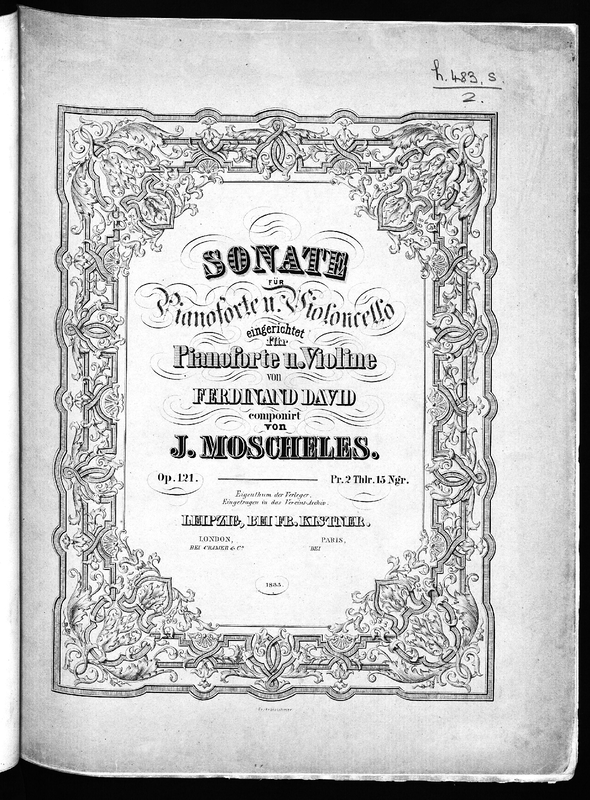 h. 483. s.
2.
SONATE
FÜR
Pianoforte u. Violoncello
eingerichtet
für
Pianoforte u. Violine
von
FERDINAND DAVID
componirt
von
J. MOSCHELES.
Op. 121. Pr. 2 Thlr. 15 Ngr.
Eigenthum der Verleger.
Eingetragen in das Vereins-Archiv.
LEIPZIG, BEI FR. KISTNER.
LONDON, PARIS,
BEI CRAMER & Co. BEI